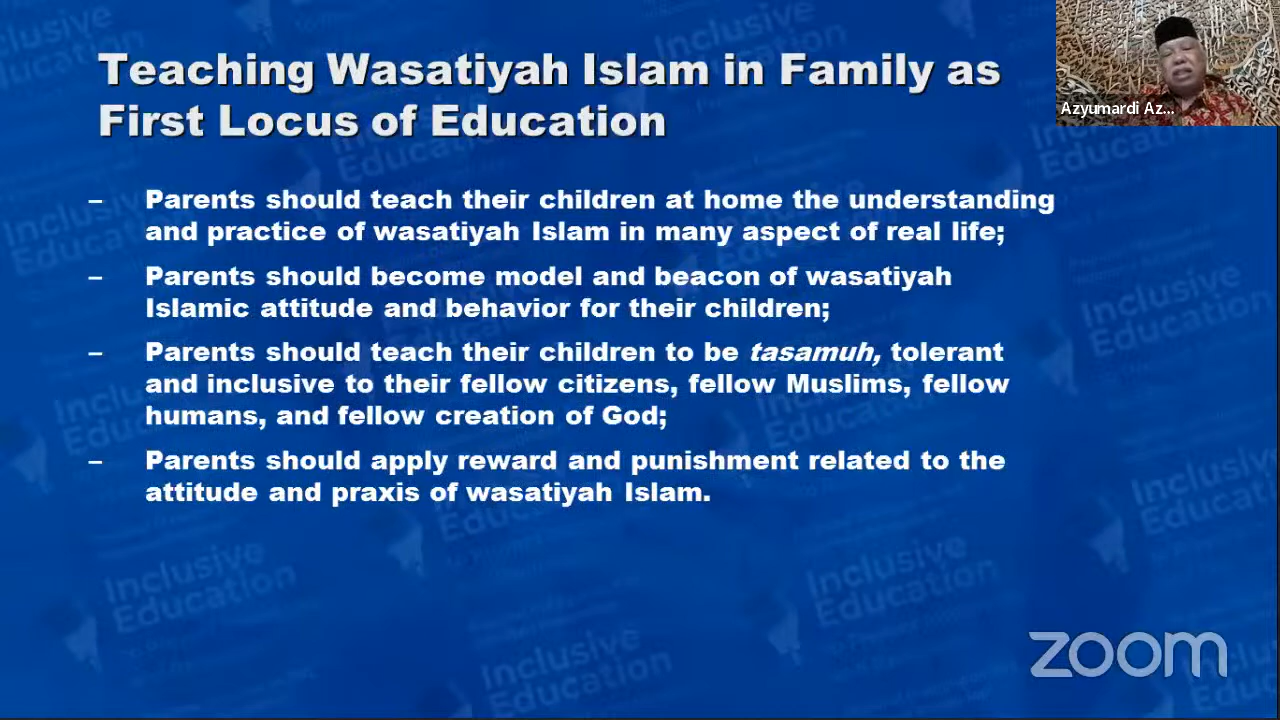 Teaching Wasatiyah Islam in Family as
First Locus of Education
Azyumardi Az...
– Parents should teach their children at home the understanding
and practice of wasatiyah Islam in many aspect of real life;
– Parents should become model and beacon of wasatiyah
Islamic attitude and behavior for their children;
– Parents should teach their children to be tasamuh, tolerant
and inclusive to their fellow citizens, fellow Muslims, fellow
humans, and fellow creation of God;
– Parents should apply reward and punishment related to the
attitude and praxis of wasatiyah Islam.
Inclusive
Education
zoom